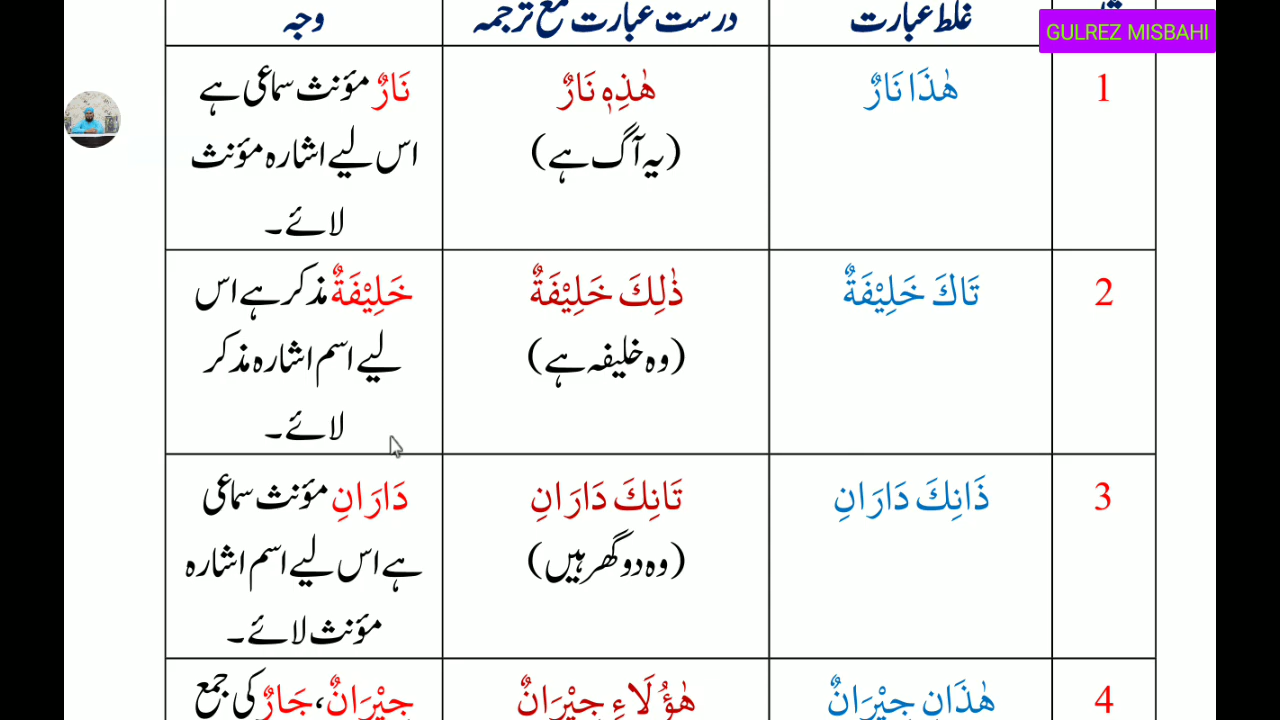 غلط عبارت	درست عبارت مع ترجمہ	وجہ
GULREZ MISBAHI
1	هٰذَا نَارٌ	هٰذِهٖ نَارٌ	نَارٌ مؤنث سماعی ہے
(یہ آگ ہے)	اس لیے اشارہ مؤنث
لائے۔
2	تَاكَ خَلِيْفَةٌ	ذٰلِكَ خَلِيْفَةٌ	خَلِيْفَةٌ مذکر ہے اس
(وہ خلیفہ ہے)	لیے اسم اشارہ مذکر
لائے۔
3	ذَانِكَ دَارَانِ	تَانِكَ دَارَانِ	دَارَانِ مؤنث سماعی
(وہ دو گھر ہیں)	ہے اس لیے اسم اشارہ
مؤنث لائے۔
4	هٰذَانِ جِيْرَانٌ	هٰؤُلَاءِ جِيْرَانٌ	جِيْرَانٌ، جَارٌ کی جمع